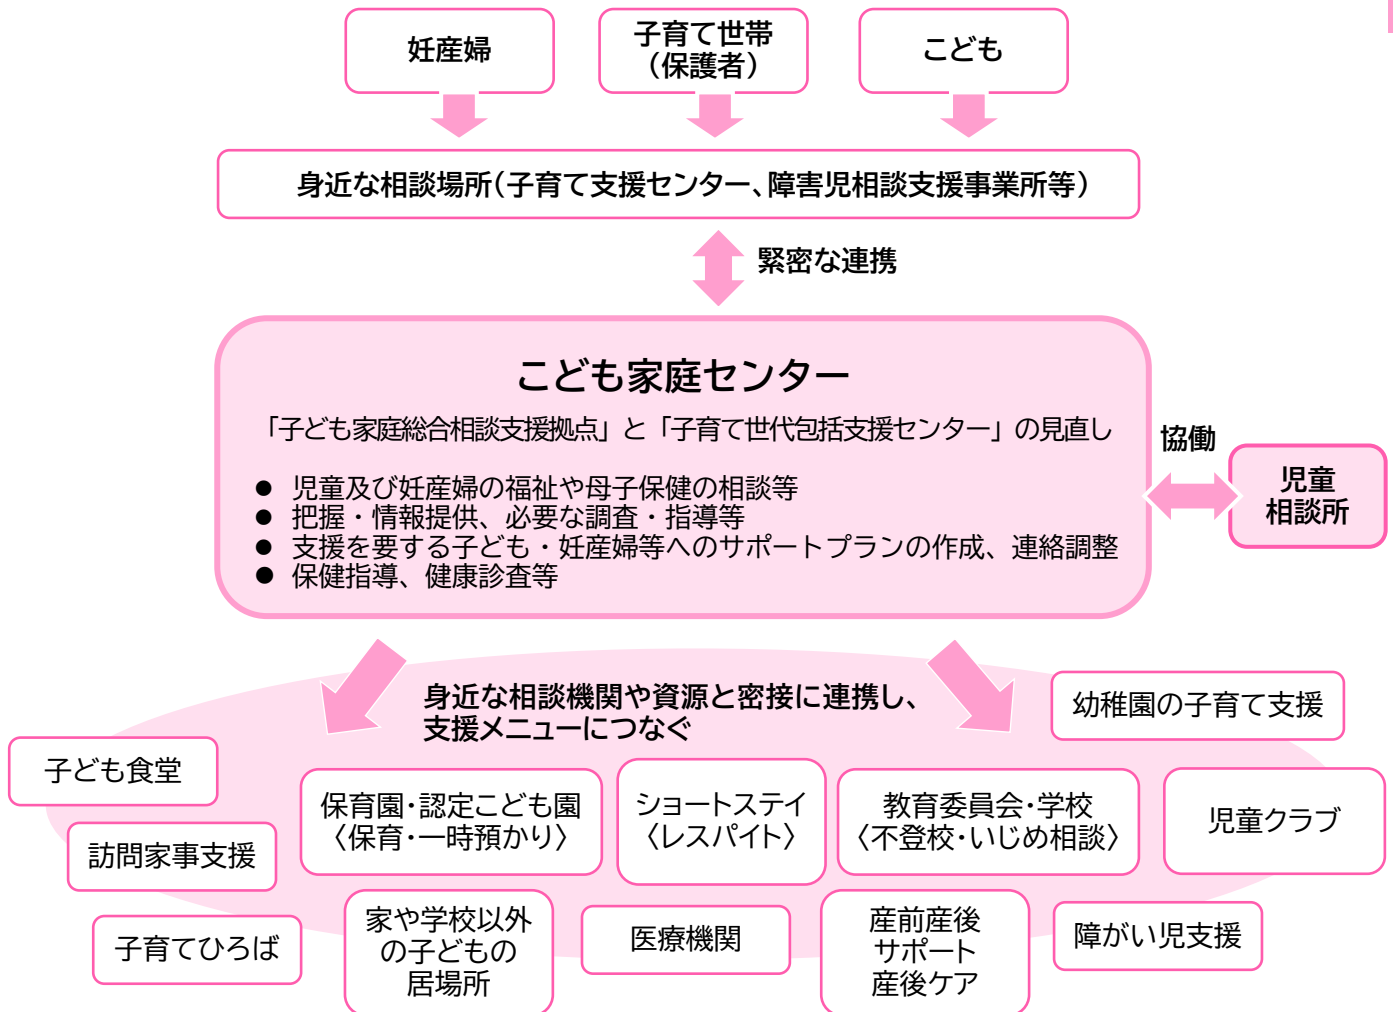 妊産婦
子育て世帯
（保護者）
こども
身近な相談場所（子育て支援センター、障害児相談支援事業所等）
緊密な連携
こども家庭センター
「子ども家庭総合相談支援拠点」と「子育て世代包括支援センター」の見直し
● 児童及び妊産婦の福祉や母子保健の相談等
● 把握・情報提供、必要な調査・指導等
● 支援を要する子ども・妊産婦等へのサポートプランの作成、連絡調整
● 保健指導、健康診査等
協働
児童
相談所
身近な相談機関や資源と密接に連携し、
支援メニューにつなぐ
幼稚園の子育て支援
子ども食堂
保育園・認定こども園
〈保育・一時預かり〉
ショートステイ
〈レスパイト〉
教育委員会・学校
〈不登校・いじめ相談〉
児童クラブ
訪問家事支援
子育てひろば
家や学校以外
の子どもの
居場所
医療機関
産前産後
サポート
産後ケア
障がい児支援